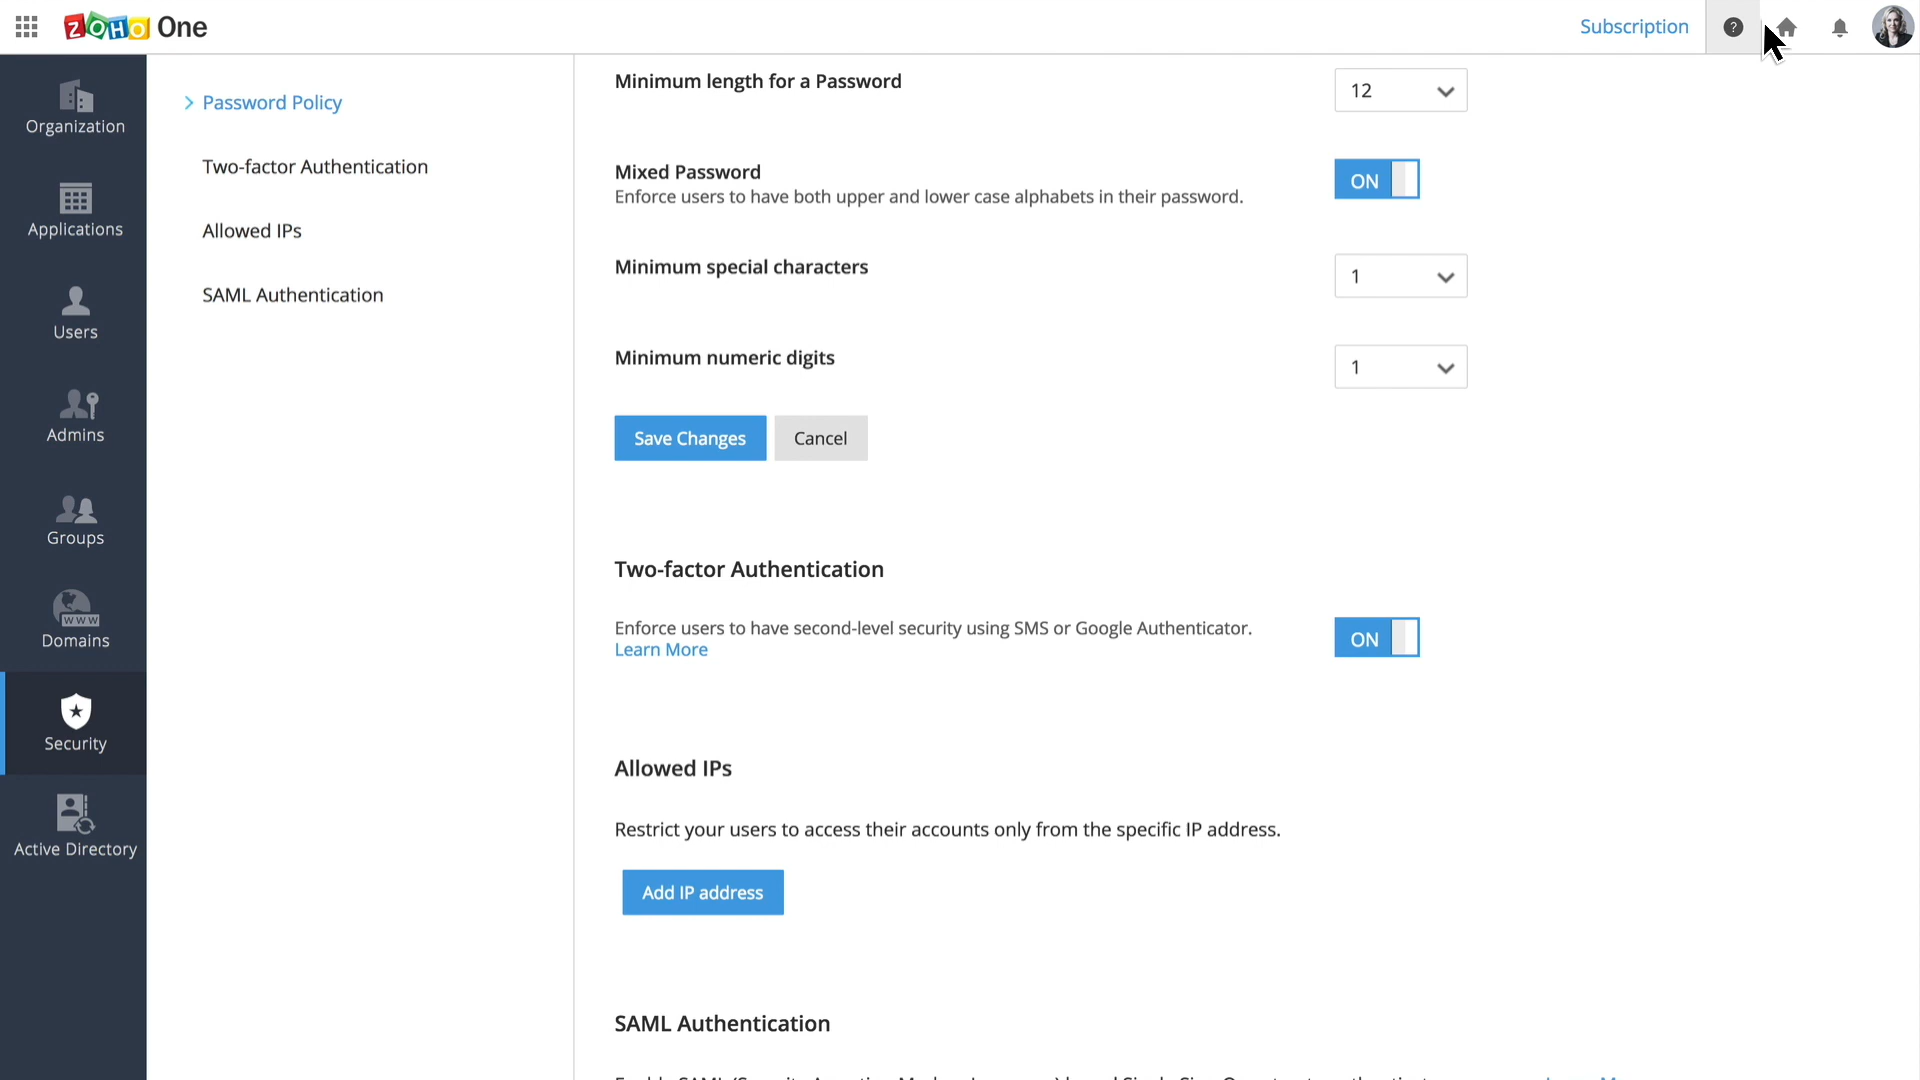 ZOHO One
Subscription
Organization
Applications
Users
Admins
Groups
Domains
Security
Active Directory
Password Policy
Two-factor Authentication
Allowed IPs
SAML Authentication
Minimum length for a Password
12
Mixed Password
Enforce users to have both upper and lower case alphabets in their password.
ON
Minimum special characters
1
Minimum numeric digits
1
Save Changes
Cancel
Two-factor Authentication
Enforce users to have second-level security using SMS or Google Authenticator.
Learn More
ON
Allowed IPs
Restrict your users to access their accounts only from the specific IP address.
Add IP address
SAML Authentication